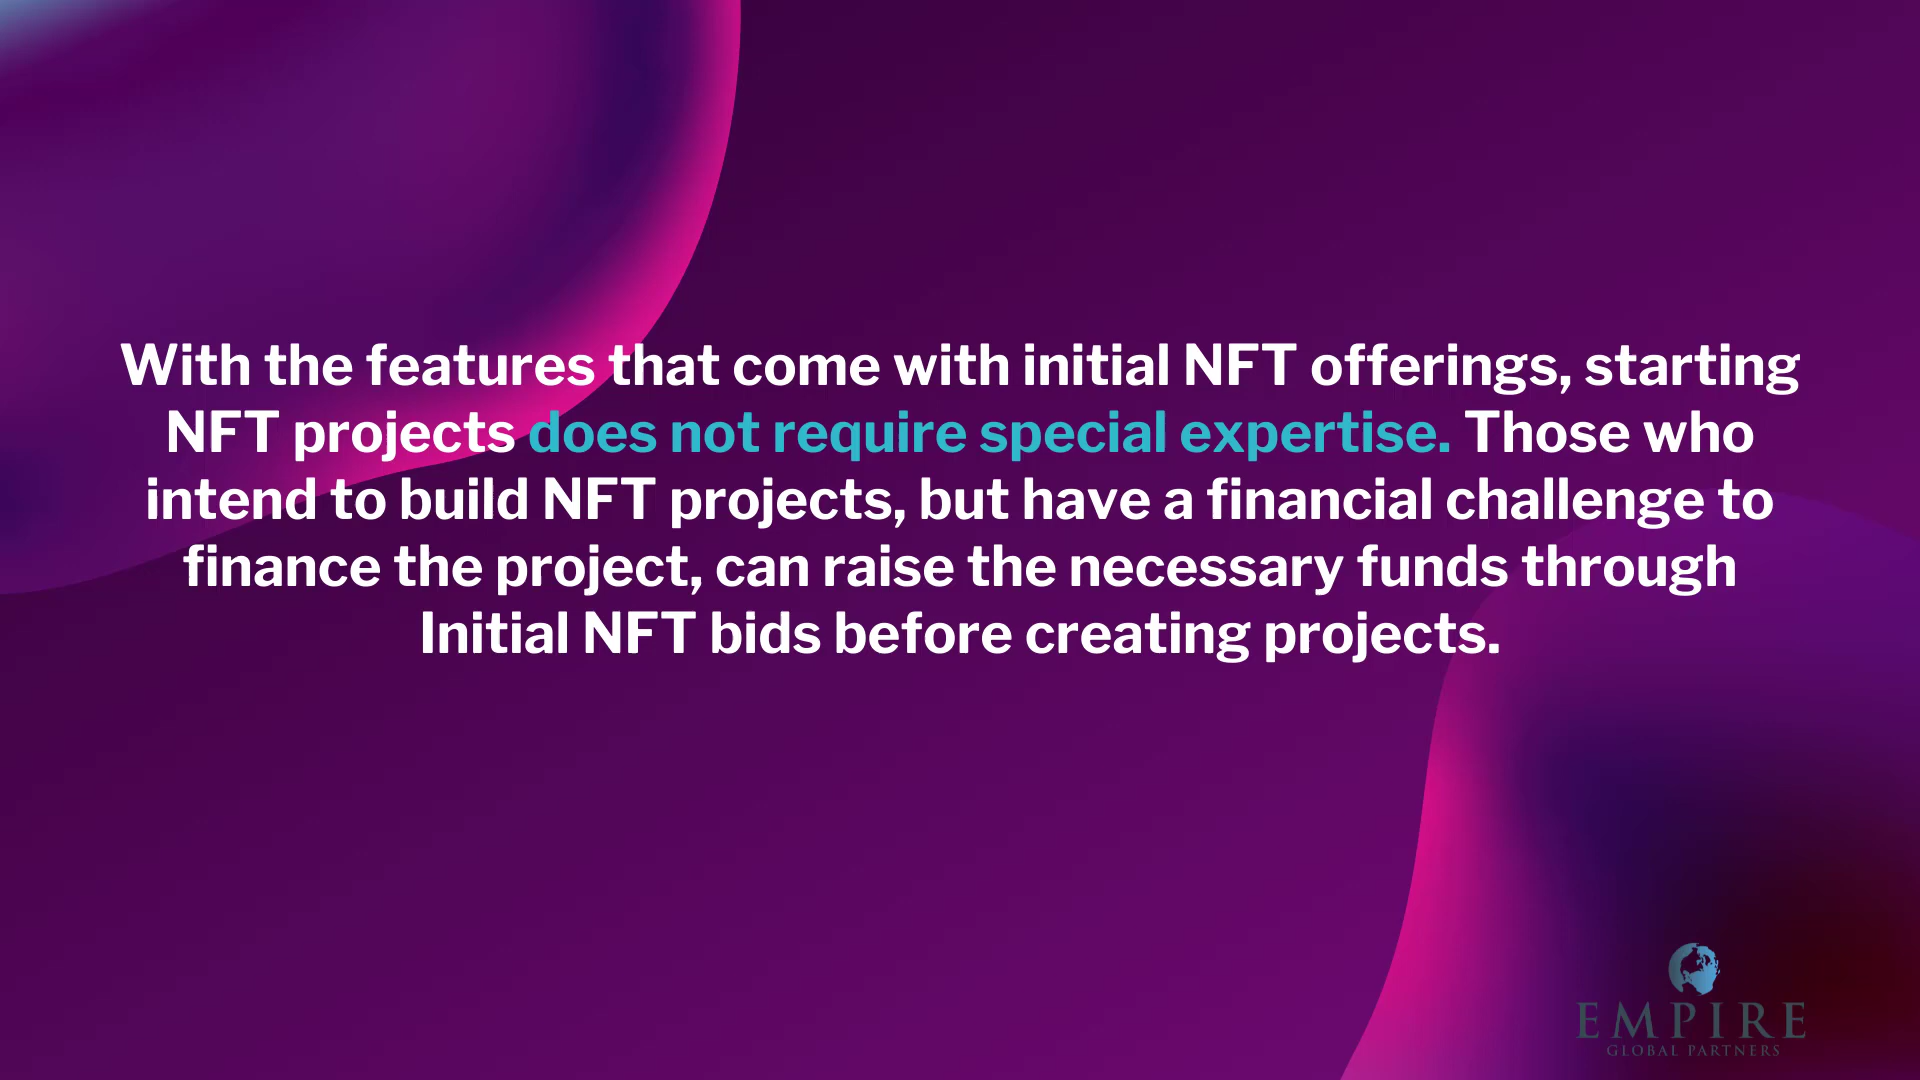 With the features that come with initial NFT offerings, starting
NFT projects does not require special expertise. Those who
intend to build NFT projects, but have a financial challenge to
finance the project, can raise the necessary funds through
Initial NFT bids before creating projects.
EMPIRE
GLOBAL PARTNERS